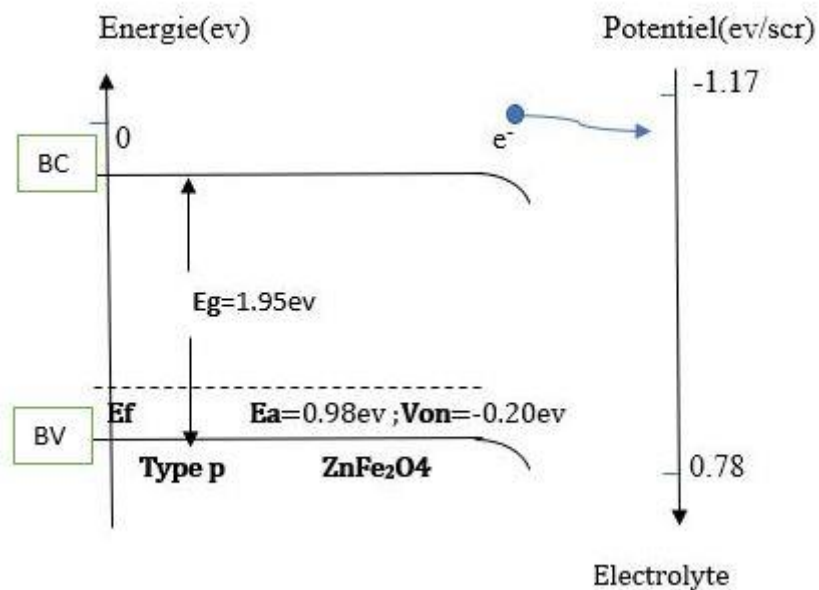 Energie(ev)
Potentiel(ev/scr)
-1.17
0
e-
BC
Eg=1.95ev
Ef
Ea=0.98ev ;Von=-0.20ev
BV
Type p
ZnFe₂O4
0.78
Electrolyte